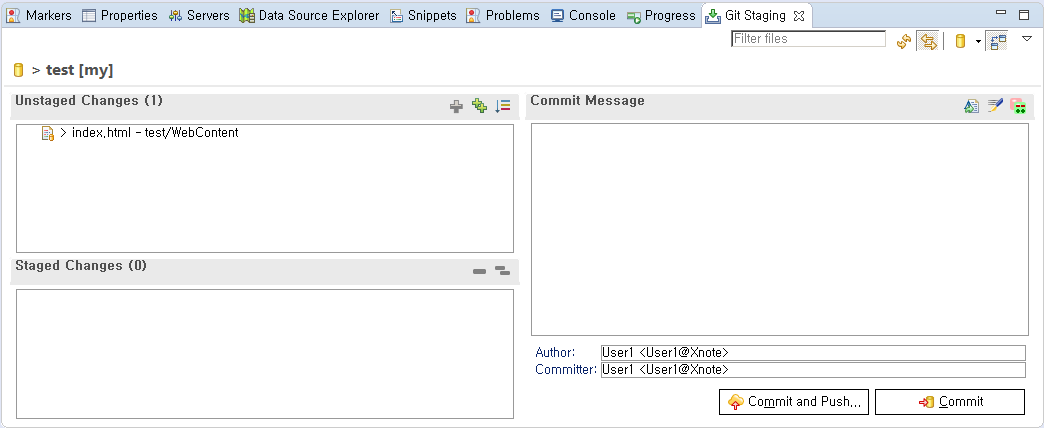 Markers Properties Servers Data Source Explorer Snippets Problems Console Progress Git Staging
Filter files
> test [my]
Unstaged Changes (1)
> index.html - test/WebContent
Staged Changes (0)
Commit Message
Author: User1 <User1@Xnote>
Committer: User1 <User1@Xnote>
Commit and Push... Commit